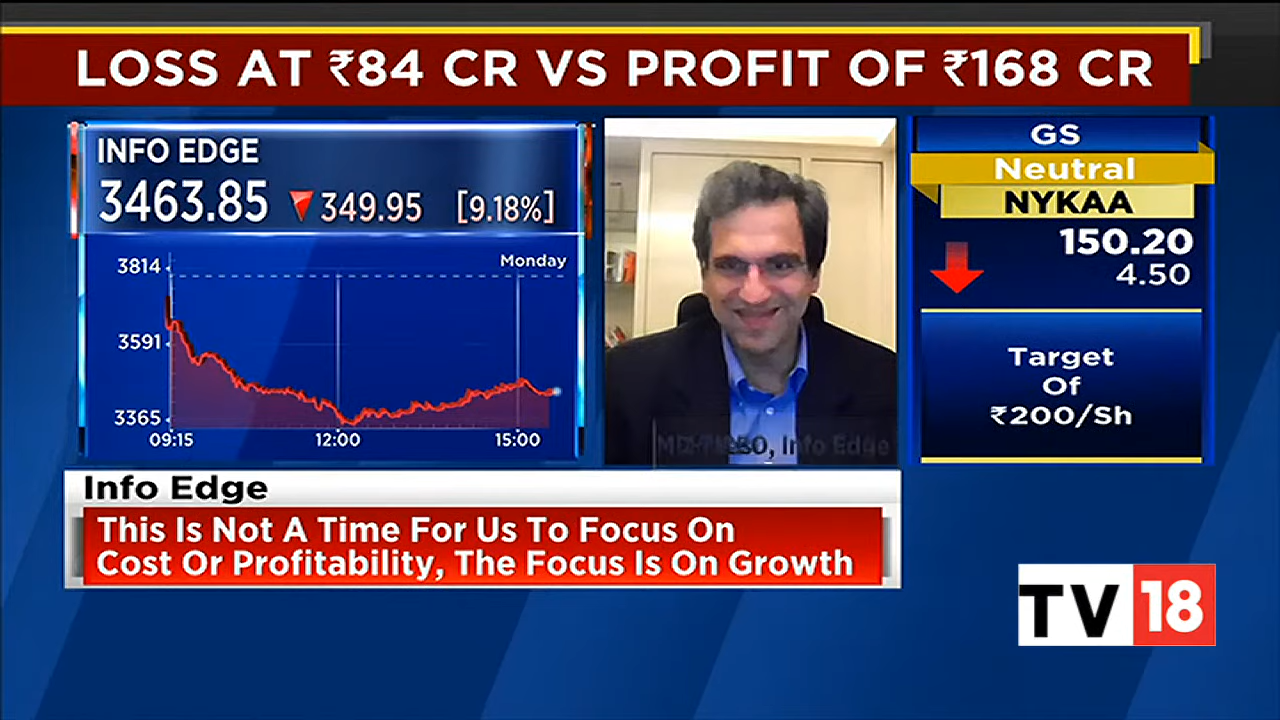 LOSS AT ₹84 CR VS PROFIT OF ₹168 CR
INFO EDGE
3463.85 349.95 [9.18%]
Monday
3814
3591
3365
09:15 12:00 15:00
Info Edge
GS
Neutral
NYKAA
150.20
4.50
Target
Of
₹200/Sh
Info Edge
This Is Not A Time For Us To Focus On
Cost Or Profitability, The Focus Is On Growth
TV18